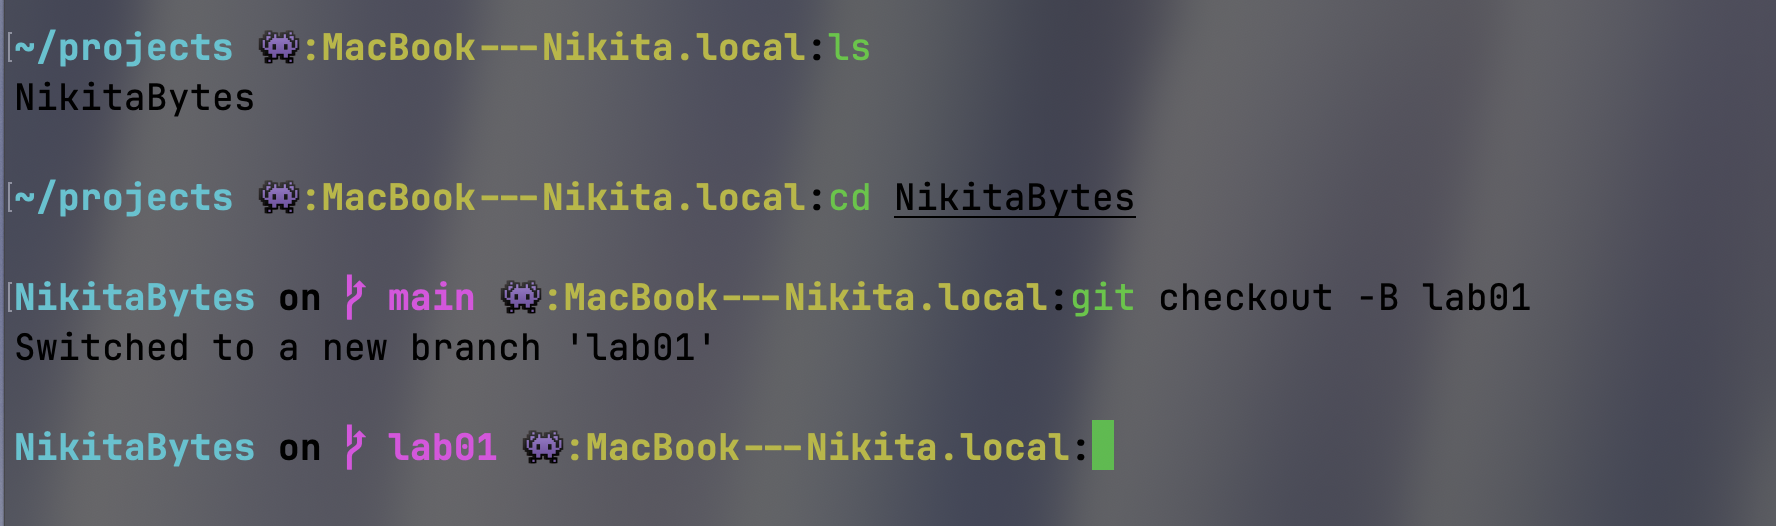 ~/projects 👾:MacBook---Nikita.local:ls
NikitaBytes
~/projects 👾:MacBook---Nikita.local:cd NikitaBytes
NikitaBytes on main 👾:MacBook---Nikita.local:git checkout -B lab01
Switched to a new branch 'lab01'
NikitaBytes on lab01 👾:MacBook---Nikita.local: